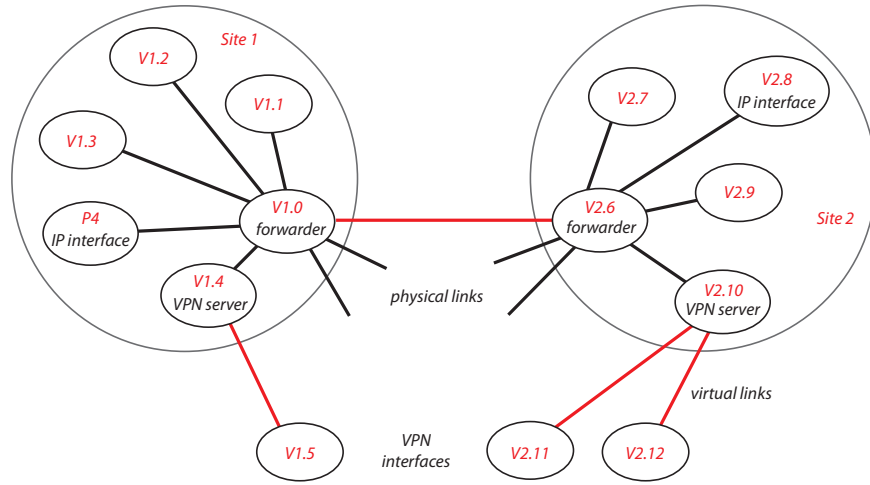 Site 1
V1.2
V1.1
V1.3
P4
IP interface
V1.0
forwarder
V1.4
VPN server
V1.5
physical links
VPN
interfaces
V2.7
V2.8
IP interface
V2.9
V2.6
forwarder
Site 2
V2.10
VPN server
virtual links
V2.11
V2.12